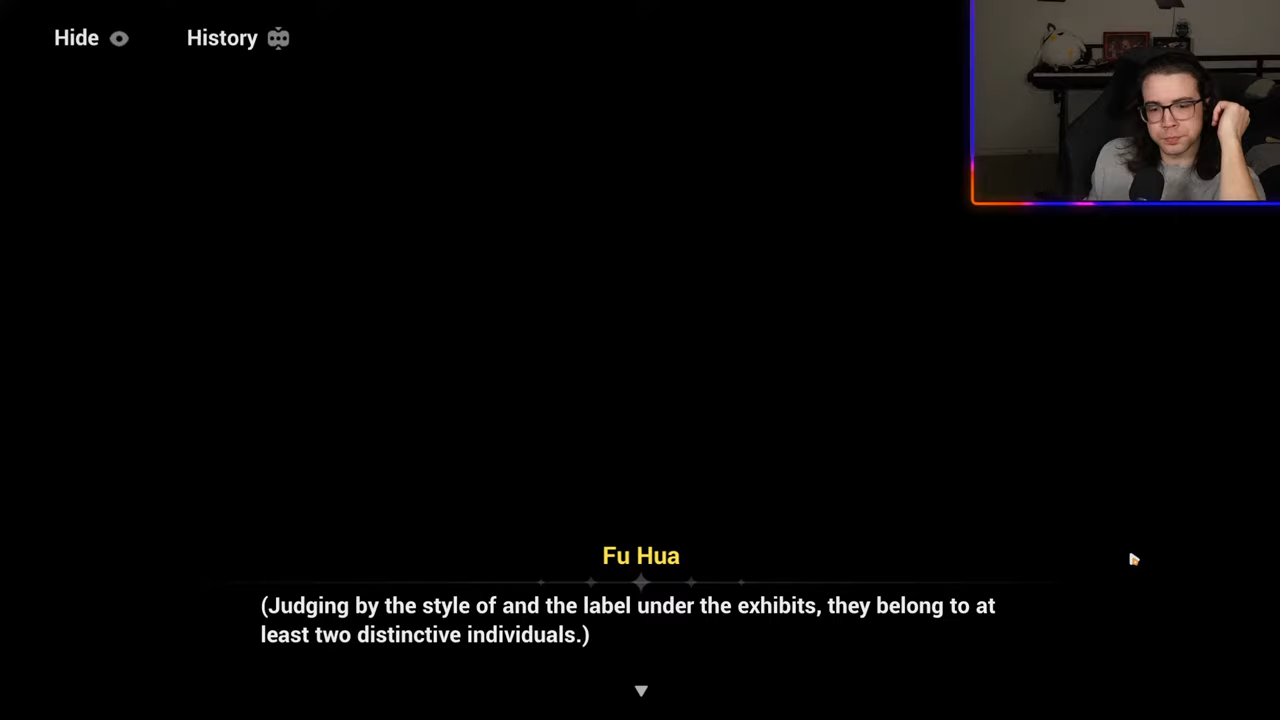 Hide
History
Fu Hua
(Judging by the style of and the label under the exhibits, they belong to at
least two distinctive individuals.)